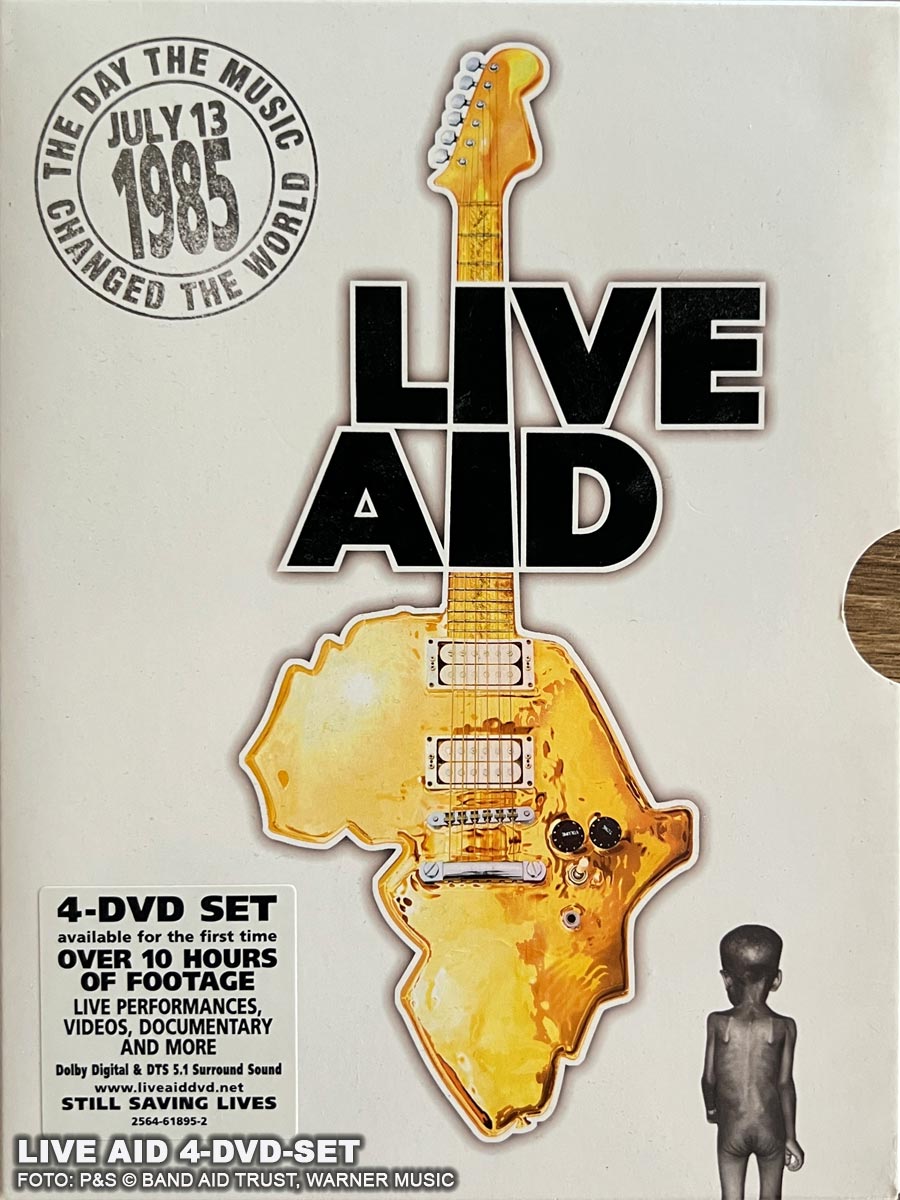 THE DAY THE MUSIC
CHANGED THE WORLD
JULY 13
1985
LIVE
AID
VOLUME
TONE
4-DVD SET
available for the first time
OVER 10 HOURS
OF FOOTAGE
LIVE PERFORMANCES,
VIDEOS, DOCUMENTARY
AND MORE
Dolby Digital & DTS 5.1 Surround Sound
www.liveaiddvd.net
STILL SAVING LIVES
2564-61895-2
LIVE AID 4-DVD-SET
FOTO: P&S © BAND AID TRUST, WARNER MUSIC